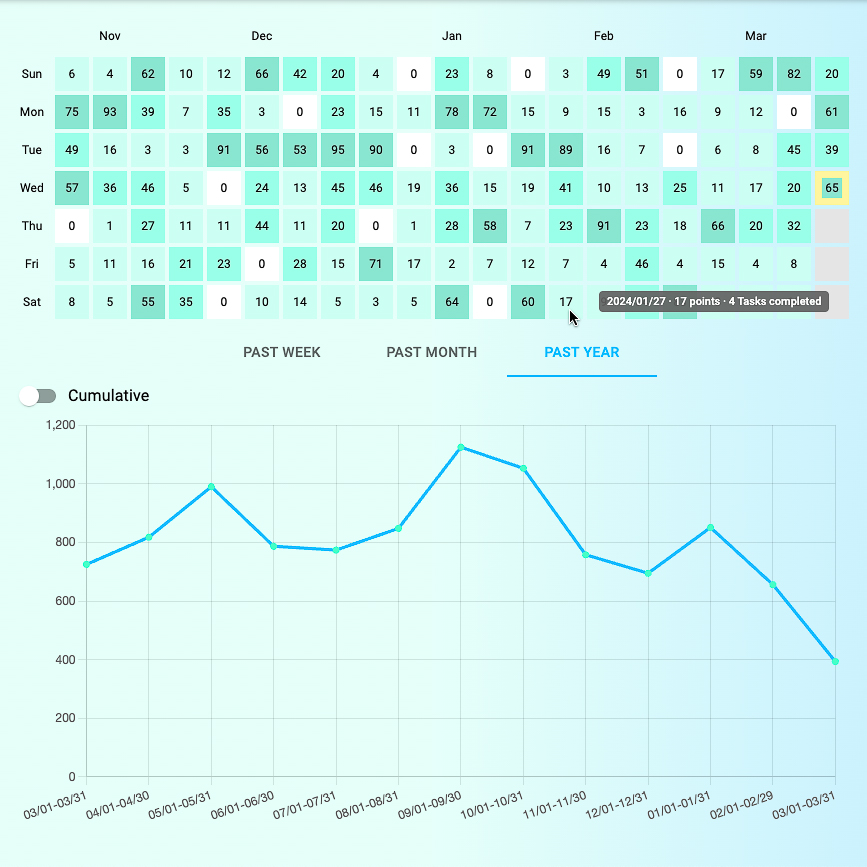 Nov Dec Jan Feb Mar
Sun 6 4 62 10 12 66 42 20 4 0 23 8 0 3 49 51 0 17 59 82 20
Mon 75 93 39 7 35 3 0 23 15 11 78 72 15 9 15 3 16 9 12 0 61
Tue 49 16 3 3 91 56 53 95 90 0 3 0 91 89 16 7 0 6 8 45 39
Wed 57 36 46 5 0 24 13 45 46 19 36 15 19 41 10 13 25 11 17 20 65
Thu 0 1 27 11 11 44 11 20 0 1 28 58 7 23 91 23 18 66 20 32
Fri 5 11 16 21 23 0 28 15 71 17 2 7 12 7 4 46 4 15 4 8
Sat 8 5 55 35 0 10 14 5 3 5 64 0 60 17 2024/01/27 · 17 points · 4 Tasks completed
PAST WEEK PAST MONTH PAST YEAR
Cumulative
1,200
1,000
800
600
400
200
0
03/01-03/31 04/01-04/30 05/01-05/31 06/01-06/30 07/01-07/31 08/01-08/31 09/01-09/30 10/01-10/31 11/01-11/30 12/01-12/31 01/01-01/31 02/01-02/29 03/01-03/31